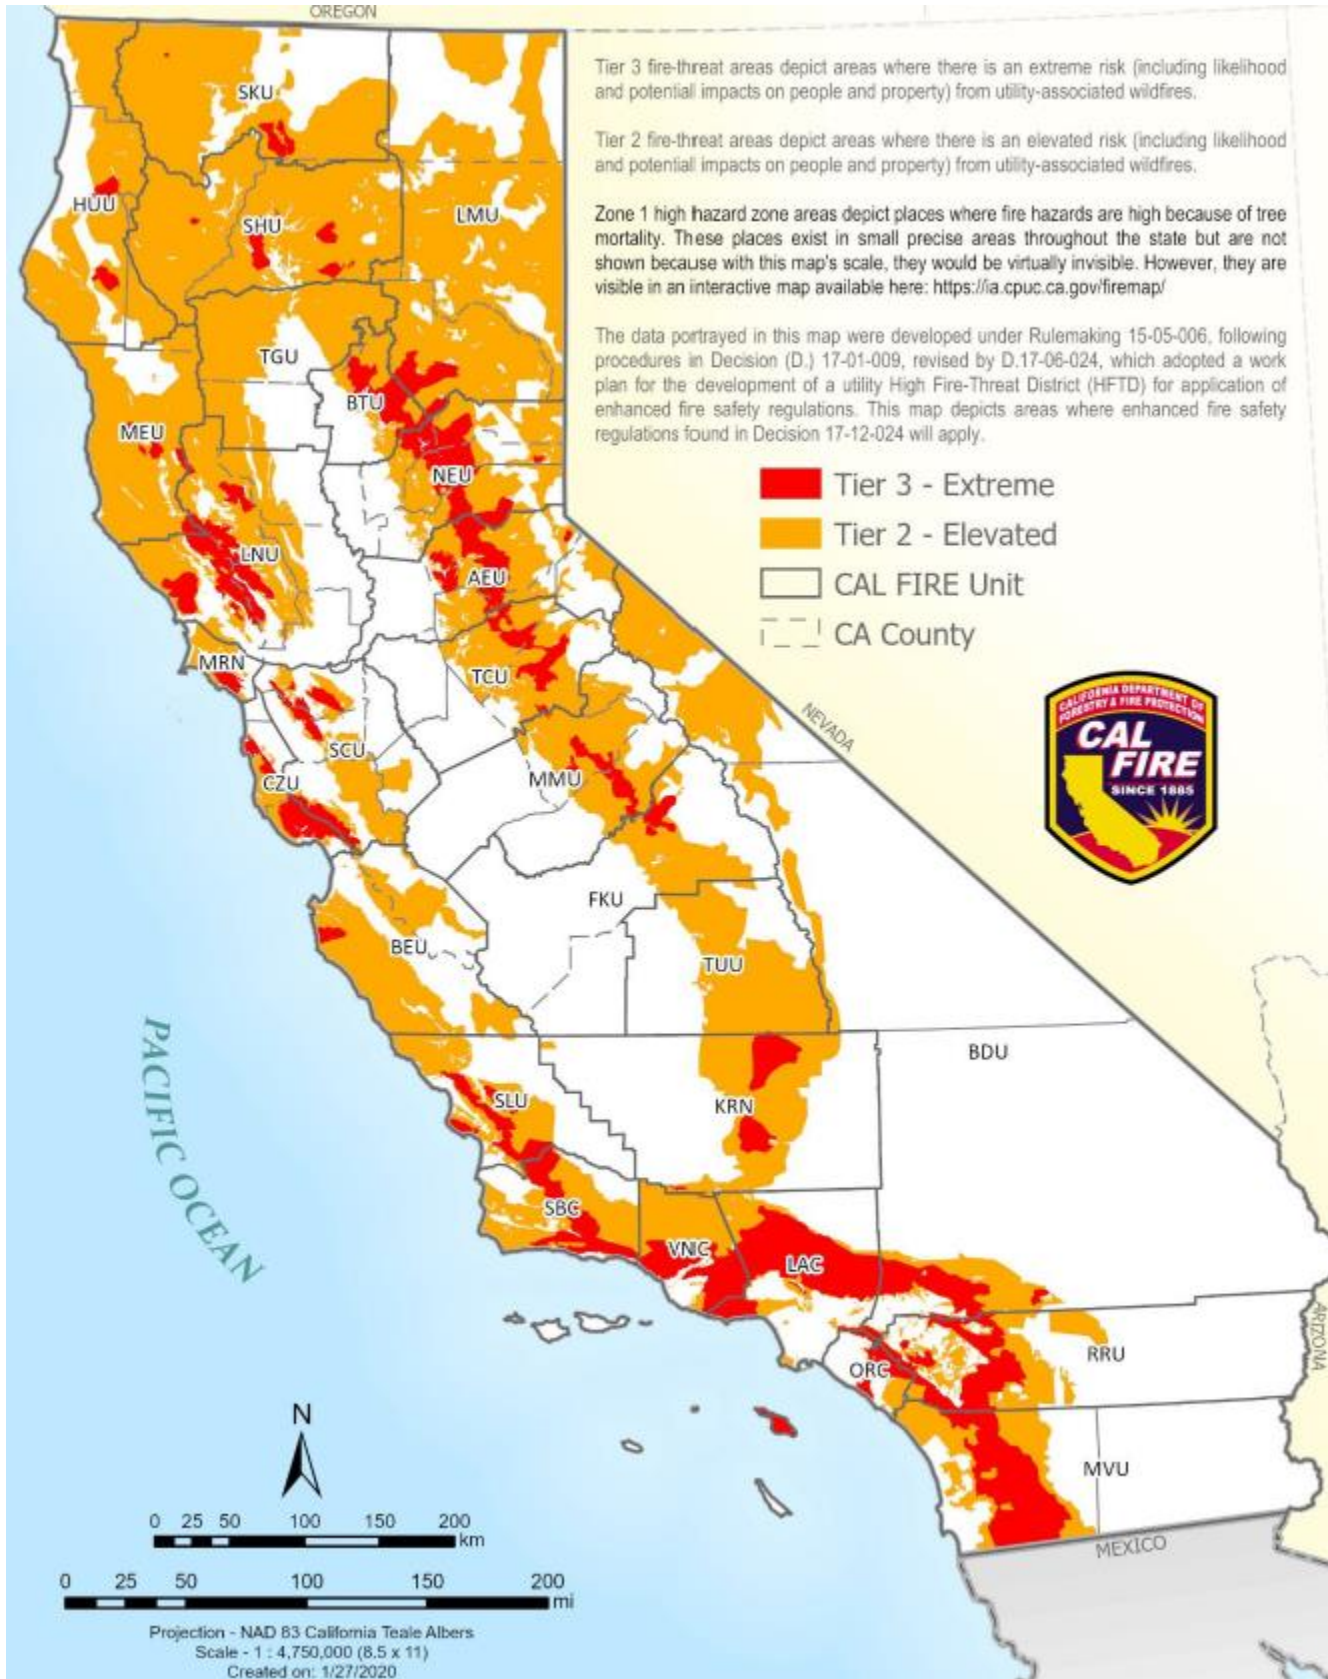 OREGON
Tier 3 fire-threat areas depict areas where there is an extreme risk (including likelihood
and potential impacts on people and property) from utility-associated wildfires.
Tier 2 fire-threat areas depict areas where there is an elevated risk (including likelihood
and potential impacts on people and property) from utility-associated wildfires.
Zone 1 high hazard zone areas depict places where fire hazards are high because of tree
mortality. These places exist in small precise areas throughout the state but are not
shown because with this map's scale, they would be virtually invisible. However, they are
visible in an interactive map available here: https://ia.cpuc.ca.gov/firemap/
The data portrayed in this map were developed under Rulemaking 15-05-006, following
procedures in Decision (D.) 17-01-009, revised by D.17-06-024, which adopted a work
plan for the development of a utility High Fire-Threat District (HFTD) for application of
enhanced fire safety regulations. This map depicts areas where enhanced fire safety
regulations found in Decision 17-12-024 will apply.
Tier 3 - Extreme
Tier 2 - Elevated
CAL FIRE Unit
CA County
CALIFORNIA DEPARTMENT OF
FORESTRY & FIRE PROTECTION
CAL
FIRE
SINCE 1885
SKU
HUU
SHU
LMU
TGU
BTU
MEU
NEU
LNU
AEU
MRN
TCU
NEVADA
SCU
CZU
MMU
FKU
BEU
TUU
BDU
PACIFIC OCEAN
SLU
KRN
SBC
VNC
LAC
ARIZONA
ORC
RRU
MVU
MEXICO
N
0 25 50 100 150 200
km
0 25 50 100 150 200
mi
Projection - NAD 83 California Teale Albers
Scale - 1 : 4,750,000 (8.5 x 11)
Created on: 1/27/2020